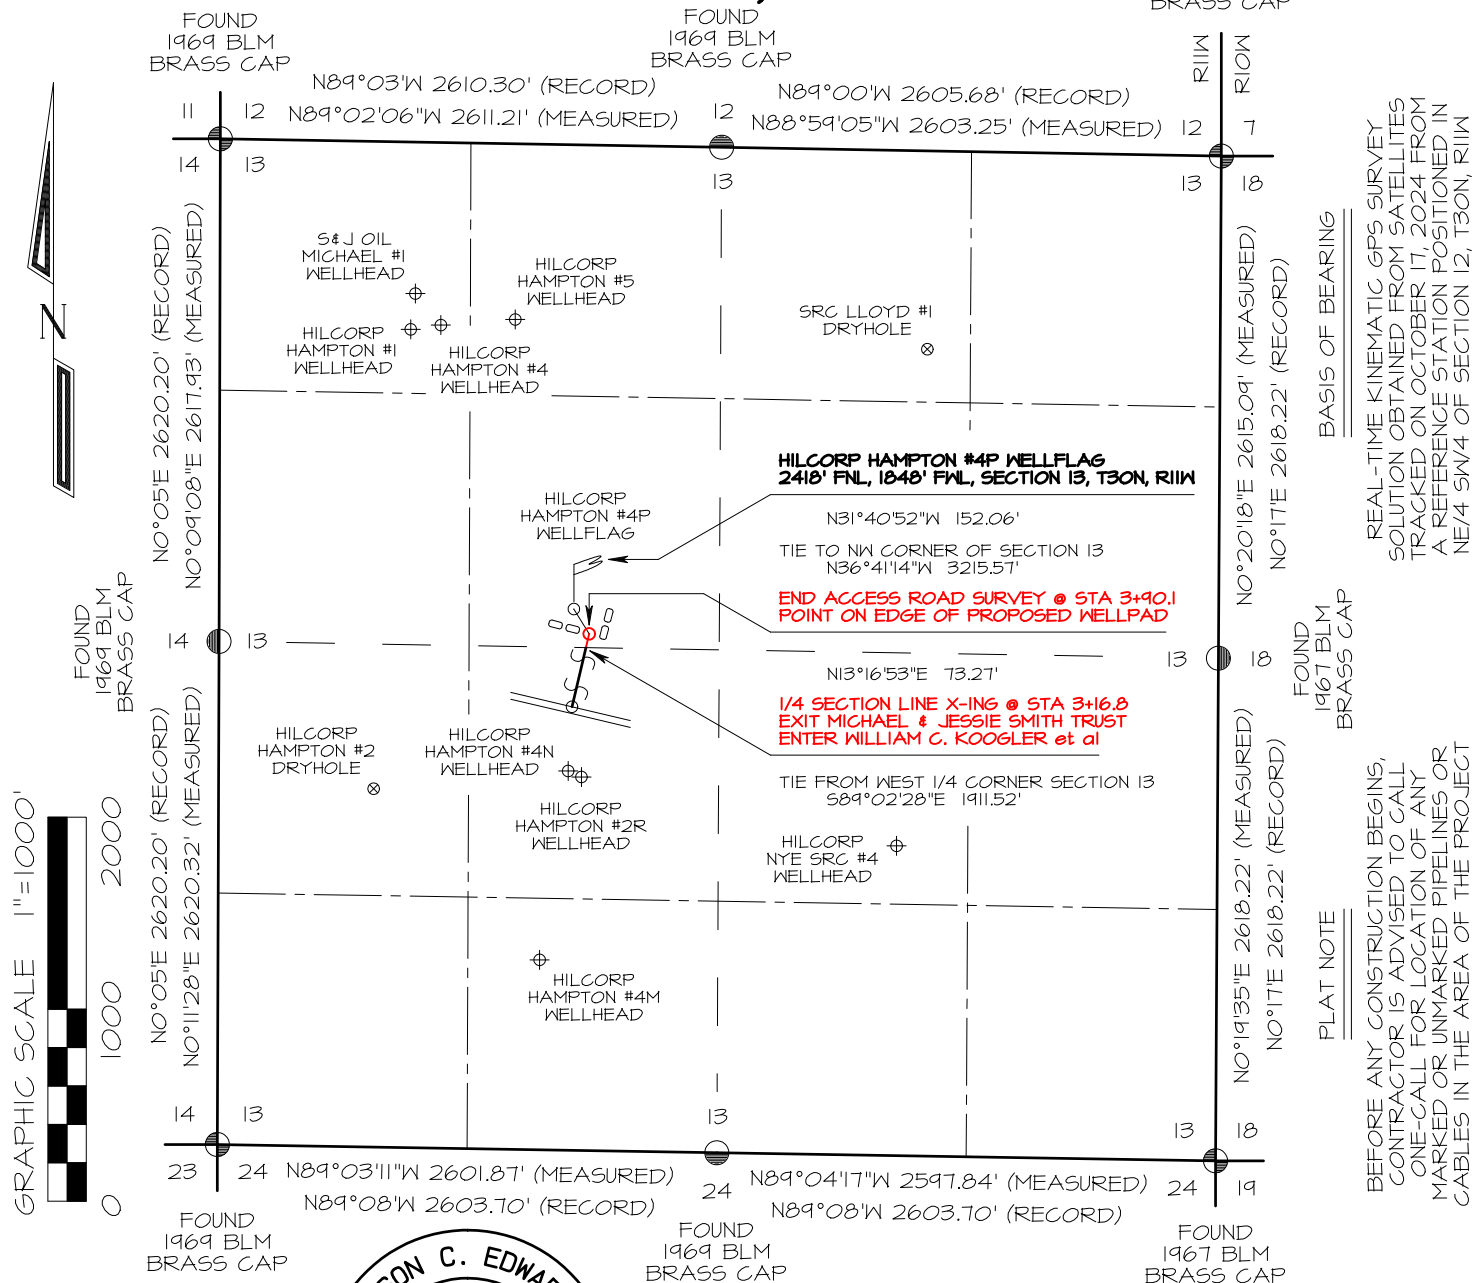 BRASS CAP
FOUND
1969 BLM
BRASS CAP
FOUND
1969 BLM
BRASS CAP
R11W
R10W
N89°03'W 2610.30' (RECORD)
N89°02'06"W 2611.21' (MEASURED)
N89°00'W 2605.68' (RECORD)
N88°59'05"W 2603.25' (MEASURED)
11
12
12
12
7
14
13
13
13
18
N
S&J OIL
MICHAEL #1
WELLHEAD
HILCORP
HAMPTON #5
WELLHEAD
HILCORP
HAMPTON #1
WELLHEAD
HILCORP
HAMPTON #4
WELLHEAD
SRC LLOYD #1
DRYHOLE
N0°05'E 2620.20' (RECORD)
N0°09'08"E 2617.93' (MEASURED)
N0°20'18"E 2615.09' (MEASURED)
N0°17'E 2618.22' (RECORD)
BASIS OF BEARING
REAL-TIME KINEMATIC GPS SURVEY
SOLUTION OBTAINED FROM SATELLITES
TRACKED ON OCTOBER 17, 2024 FROM
A REFERENCE STATION POSITIONED IN
NE/4 SW/4 OF SECTION 12, T30N, R11W
HILCORP HAMPTON #4P WELLFLAG
2418' FNL, 1848' FWL, SECTION 13, T30N, R11W
HILCORP
HAMPTON #4P
WELLFLAG
N31°40'52"W 152.06'
TIE TO NW CORNER OF SECTION 13
N36°41'14"W 3215.57'
END ACCESS ROAD SURVEY @ STA 3+90.1
POINT ON EDGE OF PROPOSED WELLPAD
FOUND
1969 BLM
BRASS CAP
14
13
13
18
FOUND
1967 BLM
BRASS CAP
N13°16'53"E 73.27'
1/4 SECTION LINE X-ING @ STA 3+16.8
EXIT MICHAEL & JESSIE SMITH TRUST
ENTER WILLIAM C. KOOGLER et al
TIE FROM WEST 1/4 CORNER SECTION 13
S89°02'28"E 1911.52'
HILCORP
HAMPTON #2
DRYHOLE
HILCORP
HAMPTON #4N
WELLHEAD
HILCORP
HAMPTON #2R
WELLHEAD
HILCORP
NYE SRC #4
WELLHEAD
HILCORP
HAMPTON #4M
WELLHEAD
N0°05'E 2620.20' (RECORD)
N0°11'28"E 2620.32' (MEASURED)
N0°19'35"E 2618.22' (MEASURED)
N0°17'E 2618.22' (RECORD)
PLAT NOTE
BEFORE ANY CONSTRUCTION BEGINS,
CONTRACTOR IS ADVISED TO CALL
ONE-CALL FOR LOCATION OF ANY
MARKED OR UNMARKED PIPELINES OR
CABLES IN THE AREA OF THE PROJECT
GRAPHIC SCALE 1"=1000'
0
1000
2000
14
13
13
13
18
23
24
24
24
19
N89°03'11"W 2601.87' (MEASURED)
N89°08'W 2603.70' (RECORD)
N89°04'17"W 2597.84' (MEASURED)
N89°08'W 2603.70' (RECORD)
FOUND
1969 BLM
BRASS CAP
FOUND
1969 BLM
BRASS CAP
FOUND
1967 BLM
BRASS CAP
SON C. EDWA